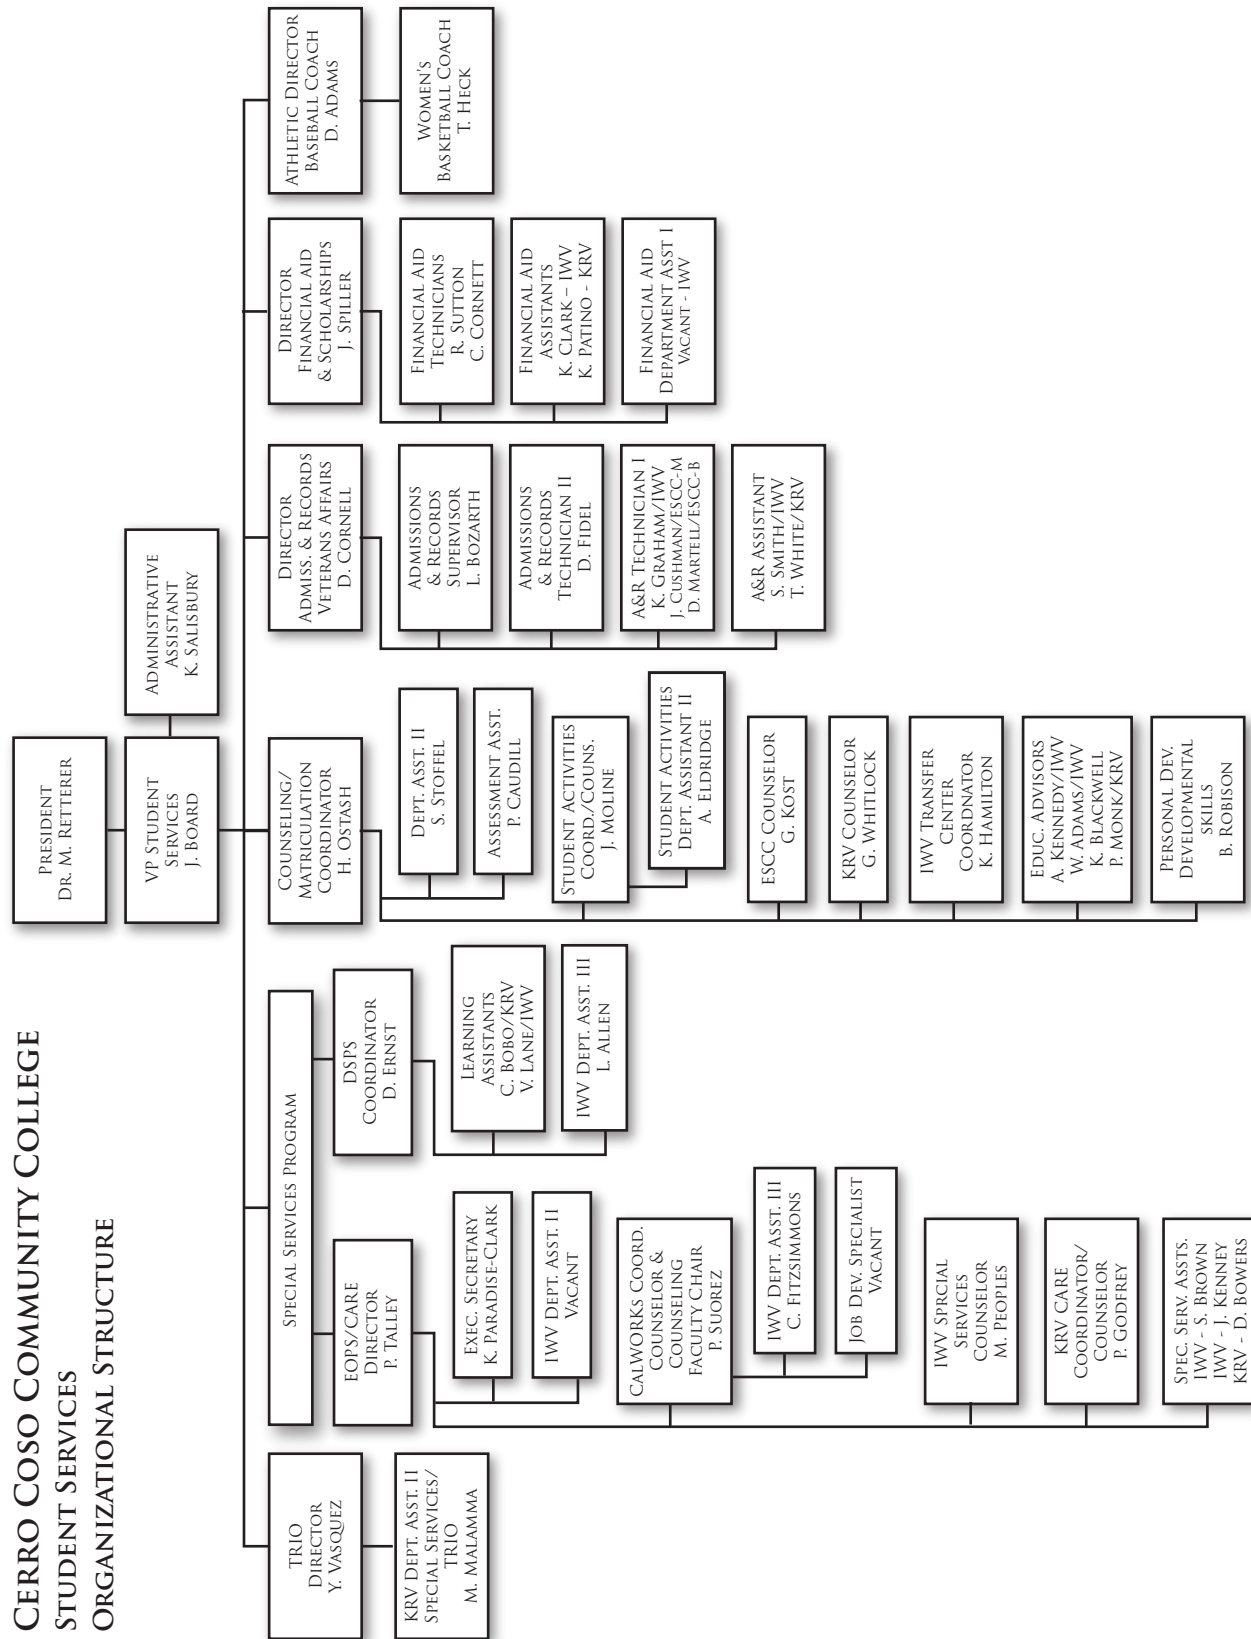 CERRO COSO COMMUNITY COLLEGE
STUDENT SERVICES
ORGANIZATIONAL STRUCTURE
PRESIDENT
DR. M. RETTERER
VP STUDENT
SERVICES
J. BOARD
ADMINISTRATIVE
ASSISTANT
K. SALISBURY
TRIO
DIRECTOR
Y. VASQUEZ
KRV DEPT. ASST. II
SPECIAL SERVICES/
TRIO
M. MALAMMA
SPECIAL SERVICES PROGRAM
EOPS/CARE
DIRECTOR
P. TALLEY
EXEC. SECRETARY
K. PARADISE-CLARK
IWV DEPT. ASST. II
VACANT
CALWORKS COORD.
COUNSELOR &
COUNSELING
FACULTY CHAIR
P. SUOREZ
IWV DEPT. ASST. III
C. FITZSIMMONS
JOB DEV. SPECIALIST
VACANT
IWV SPRCIAL
SERVICES
COUNSELOR
M. PEOPLES
KRV CARE
COORDINATOR/
COUNSELOR
P. GODFREY
SPEC. SERV. ASSTS.
IWV - S. BROWN
IWV - J. KENNEY
KRV - D. BOWERS
DSPS
COORDINATOR
D. ERNST
LEARNING
ASSISTANTS
C. BOBO/KRV
V. LANE/IWV
IWV DEPT. ASST. III
L. ALLEN
COUNSELING/
MATRICULATION
COORDINATOR
H. OSTASH
DEPT. ASST. II
S. STOFFEL
ASSESSMENT ASST.
P. CAUDILL
STUDENT ACTIVITIES
COORD./COUNS.
J. MOLINE
STUDENT ACTIVITIES
DEPT. ASSISTANT II
A. ELDRIDGE
ESCC COUNSELOR
G. KOST
KRV COUNSELOR
G. WHITLOCK
IWV TRANSFER
CENTER
COORDNATOR
K. HAMILTON
EDUC. ADVISORS
A. KENNEDY/IWV
W. ADAMS/IWV
K. BLACKWELL
P. MONK/KRV
PERSONAL DEV.
DEVELOPMENTAL
SKILLS
B. ROBISON
DIRECTOR
ADMISS. & RECORDS
VETERANS AFFAIRS
D. CORNELL
ADMISSIONS
& RECORDS
SUPERVISOR
L. BOZARTH
ADMISSIONS
& RECORDS
TECHNICIAN II
D. FIDEL
A&R TECHNICIAN I
K. GRAHAM/IWV
J. CUSHMAN/ESCC-M
D. MARTELL/ESCC-B
A&R ASSISTANT
S. SMITH/IWV
T. WHITE/KRV
DIRECTOR
FINANCIAL AID
& SCHOLARSHIPS
J. SPILLER
FINANCIAL AID
TECHNICIANS
R. SUTTON
C. CORNETT
FINANCIAL AID
ASSISTANTS
K. CLARK – IWV
K. PATINO - KRV
FINANCIAL AID
DEPARTMENT ASST I
VACANT - IWV
ATHLETIC DIRECTOR
BASEBALL COACH
D. ADAMS
WOMEN'S
BASKETBALL COACH
T. HECK